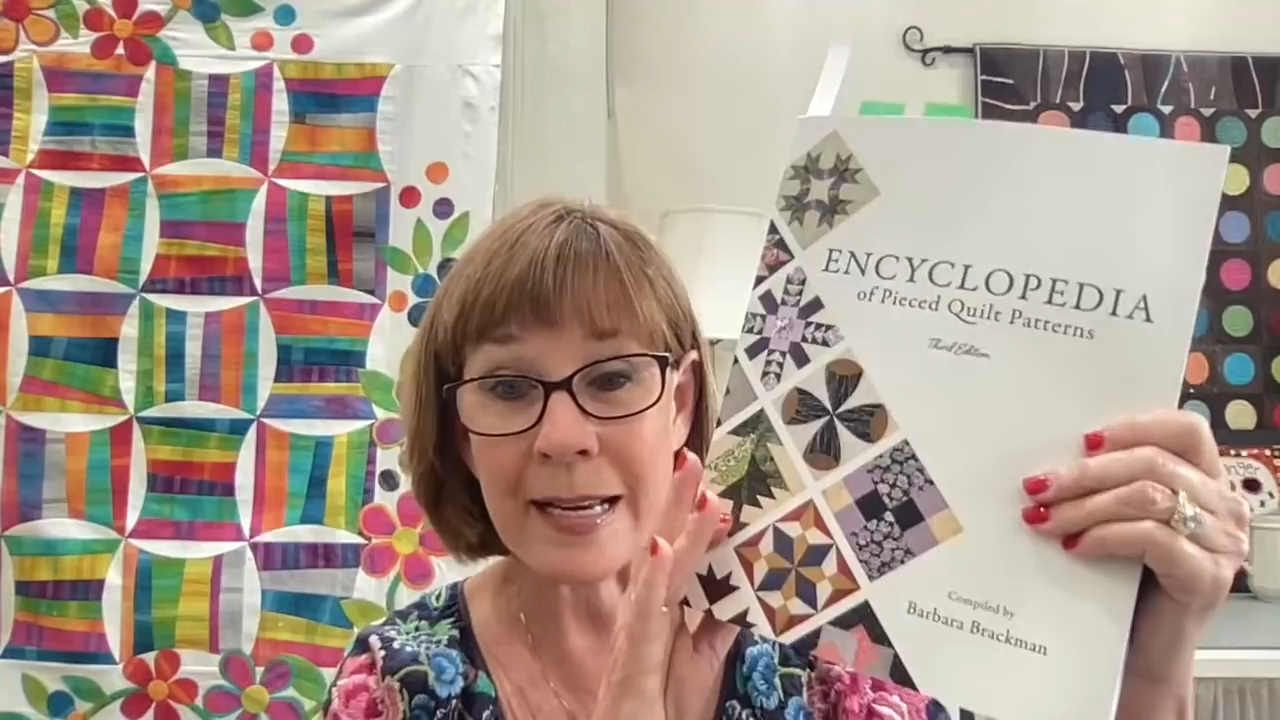 ENCYCLOPEDIA
of Pieced Quilt Patterns
Third Edition
Compiled by
Barbara Brackman